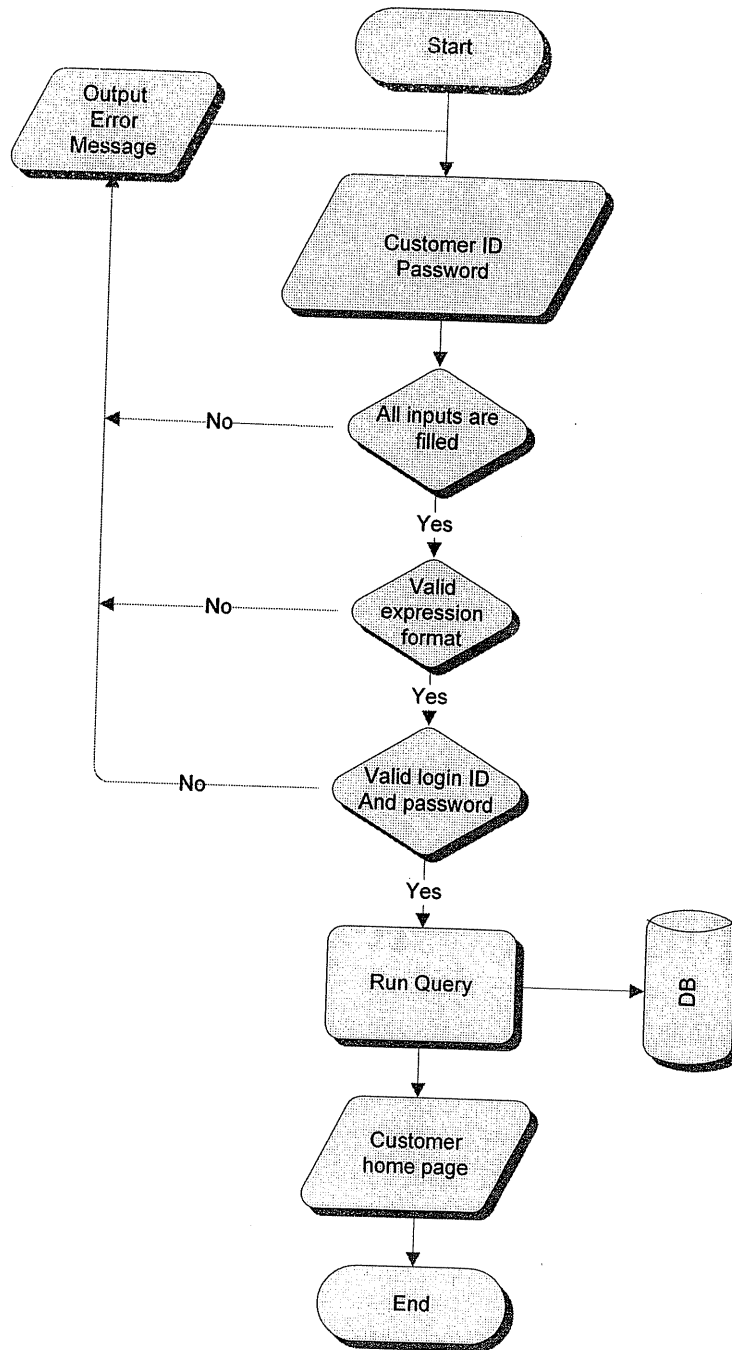 Start
Output
Error
Message
Customer ID
Password
All inputs are
filled
No
Yes
Valid
expression
format
No
Yes
Valid login ID
And password
No
Yes
Run Query
DB
Customer
home page
End